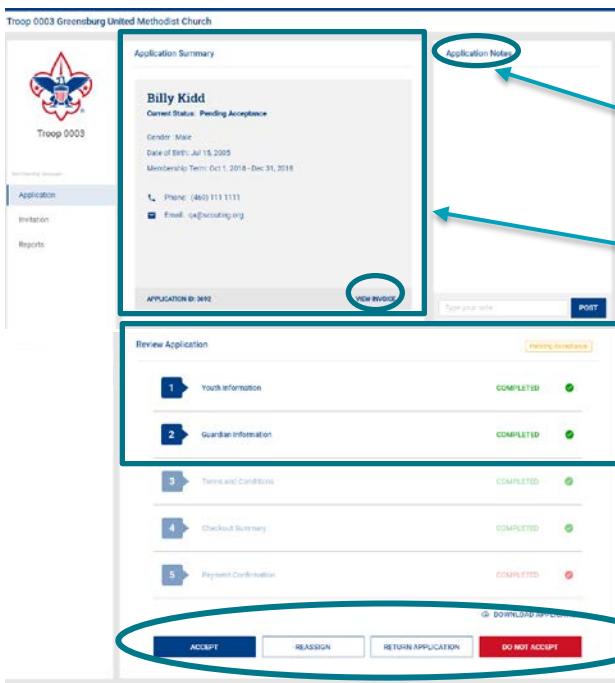 Troop 0003 Greensburg United Methodist Church
Application Summary
Application Notes
Billy Kidd
Current Status: Pending Acceptance
Gender: Male
Date of Birth: Jul 15, 2005
Membership Term: Oct 1, 2018 - Dec 31, 2018
Phone: (469) 111 1111
Email: qa@scouting.org
APPLICATION ID: 3692
VIEW INVOICE
Type your note
POST
Troop 0003
Application
Invitation
Reports
Review Application
Pending Acceptance
1 Youth Information COMPLETED
2 Guardian Information COMPLETED
3 Terms and Conditions COMPLETED
4 Checkout Summary COMPLETED
5 Payment Confirmation COMPLETED
DOWNLOAD
ACCEPT
REASSIGN
RETURN APPLICATION
DO NOT ACCEPT